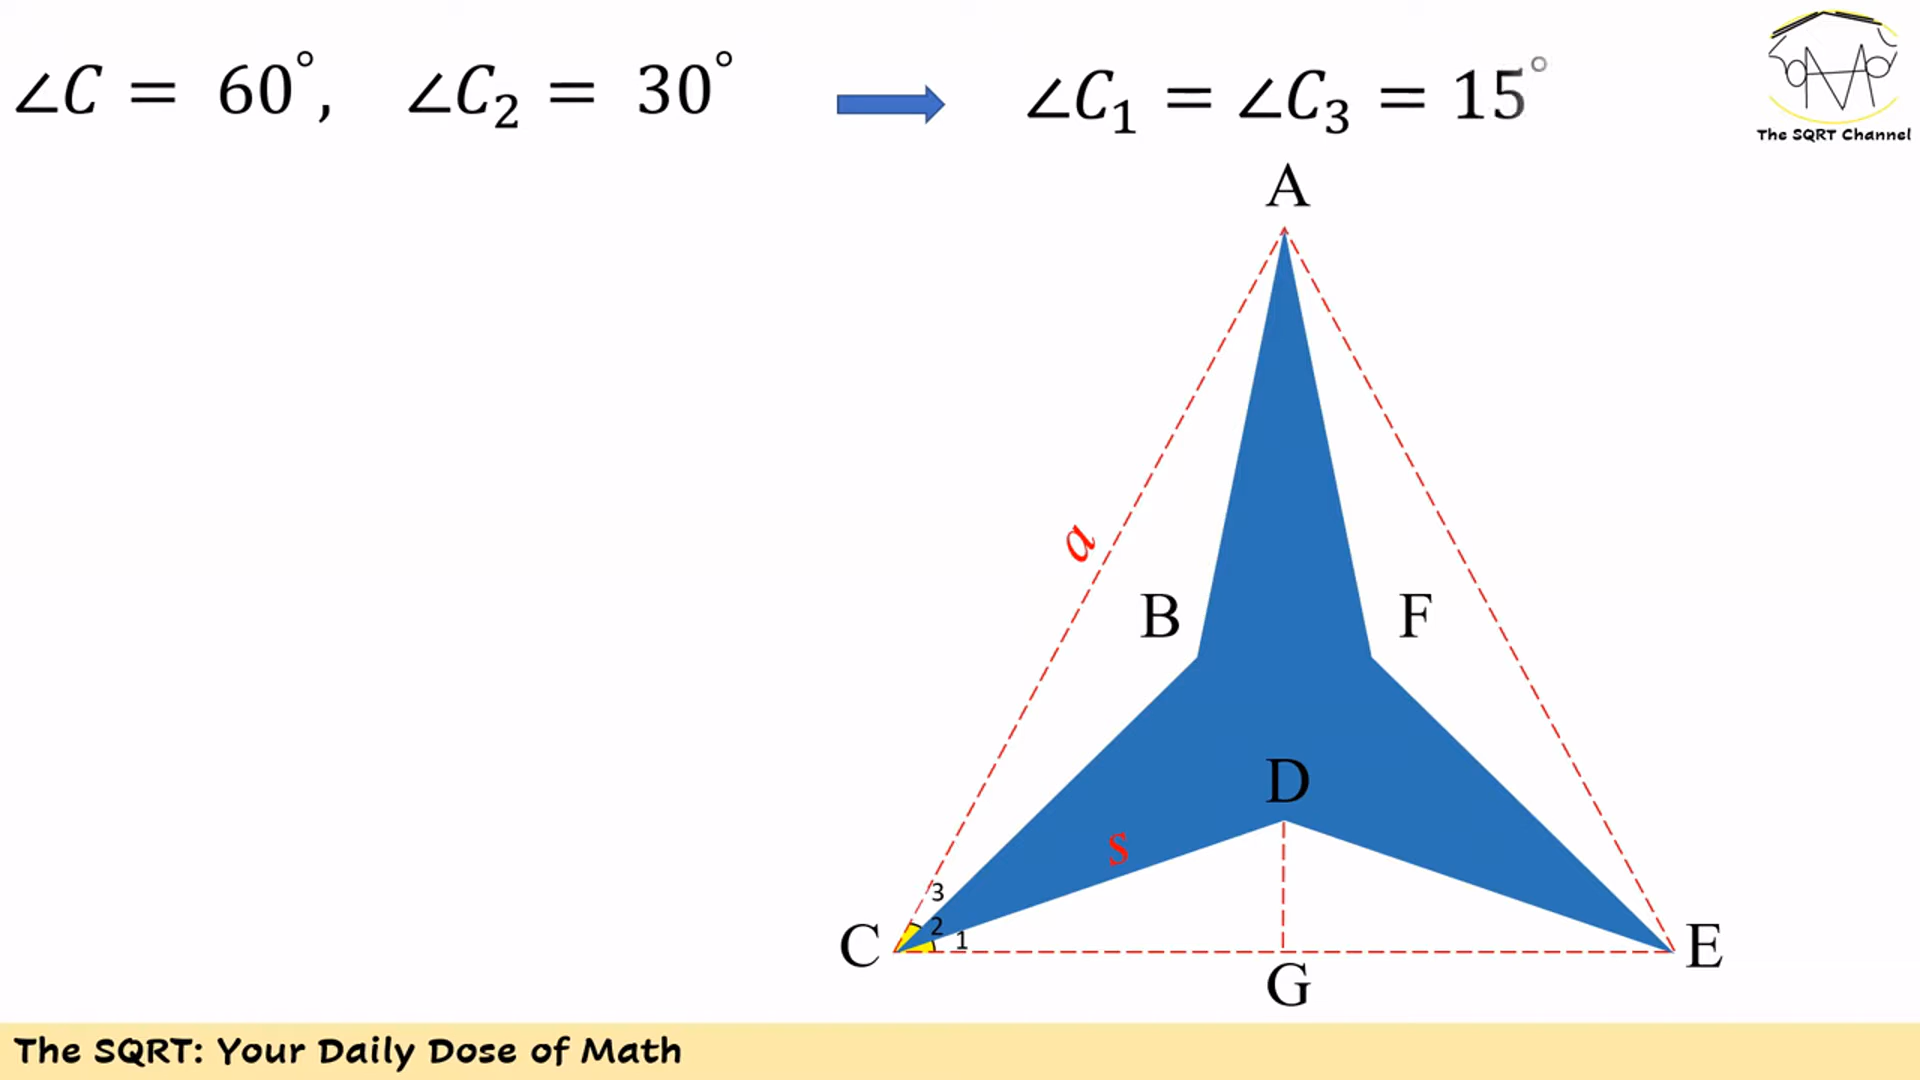 ∠C = 60°, ∠C₂ = 30° ∠C₁ = ∠C₃ = 15°
The SQRT Channel
A
a
B F
D
s
3
2
1
C E
G
The SQRT: Your Daily Dose of Math